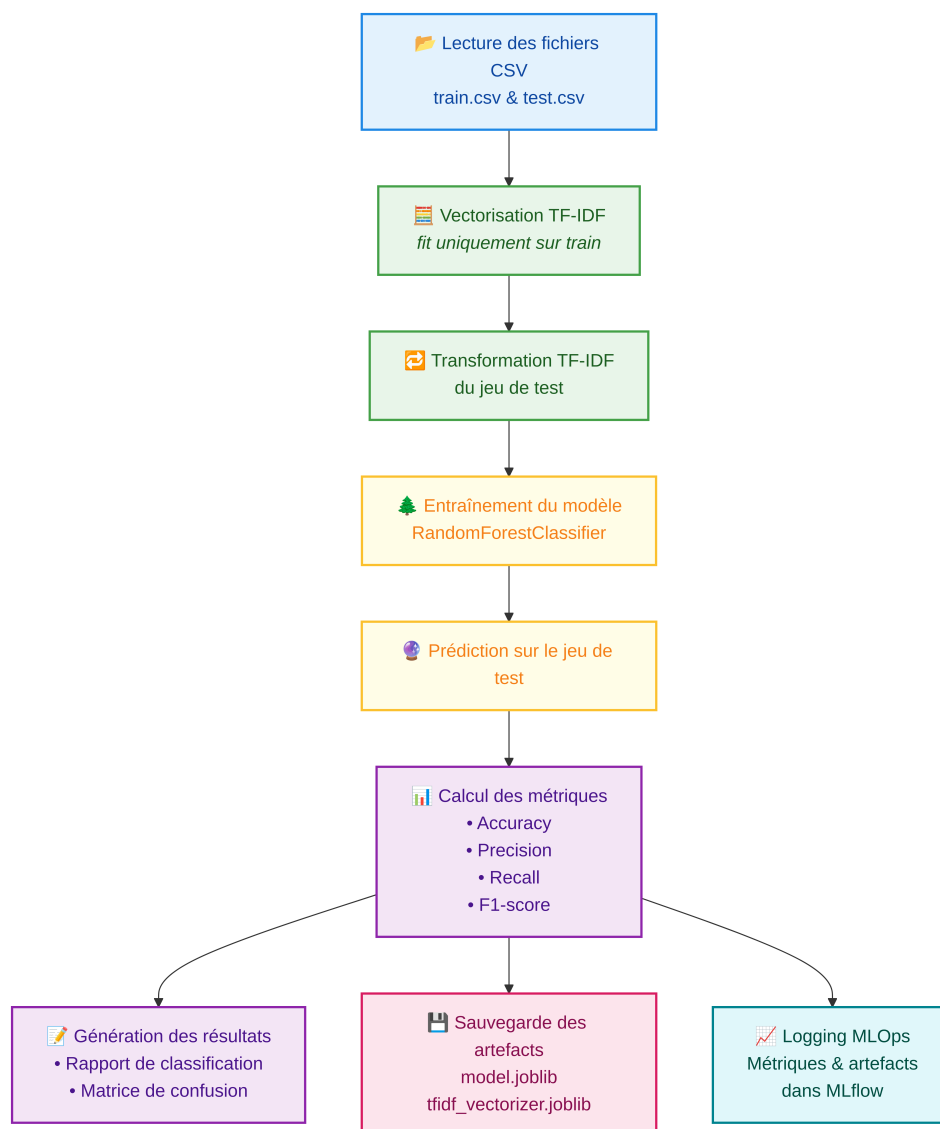 📂 Lecture des fichiers
CSV
train.csv & test.csv
🧮 Vectorisation TF-IDF
fit uniquement sur train
🔁 Transformation TF-IDF
du jeu de test
🌲 Entraînement du modèle
RandomForestClassifier
🔮 Prédiction sur le jeu de
test
📊 Calcul des métriques
• Accuracy
• Precision
• Recall
• F1-score
📝 Génération des résultats
• Rapport de classification
• Matrice de confusion
💾 Sauvegarde des
artefacts
model.joblib
tfidf_vectorizer.joblib
📈 Logging MLOps
Métriques & artefacts
dans MLflow